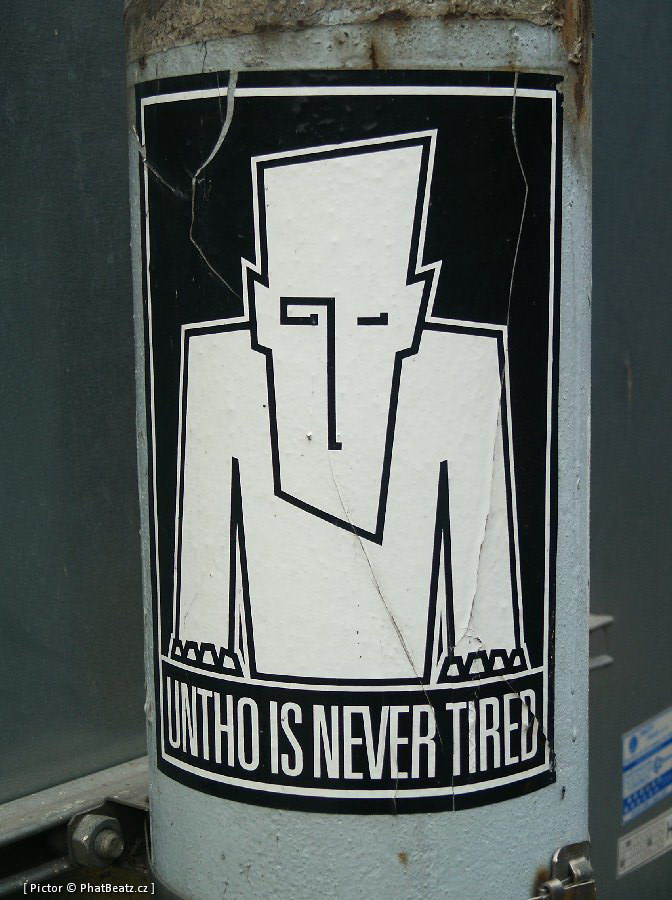 UNTHO IS NEVER TIRED
[ Pictor © PhatBeatz.cz ]